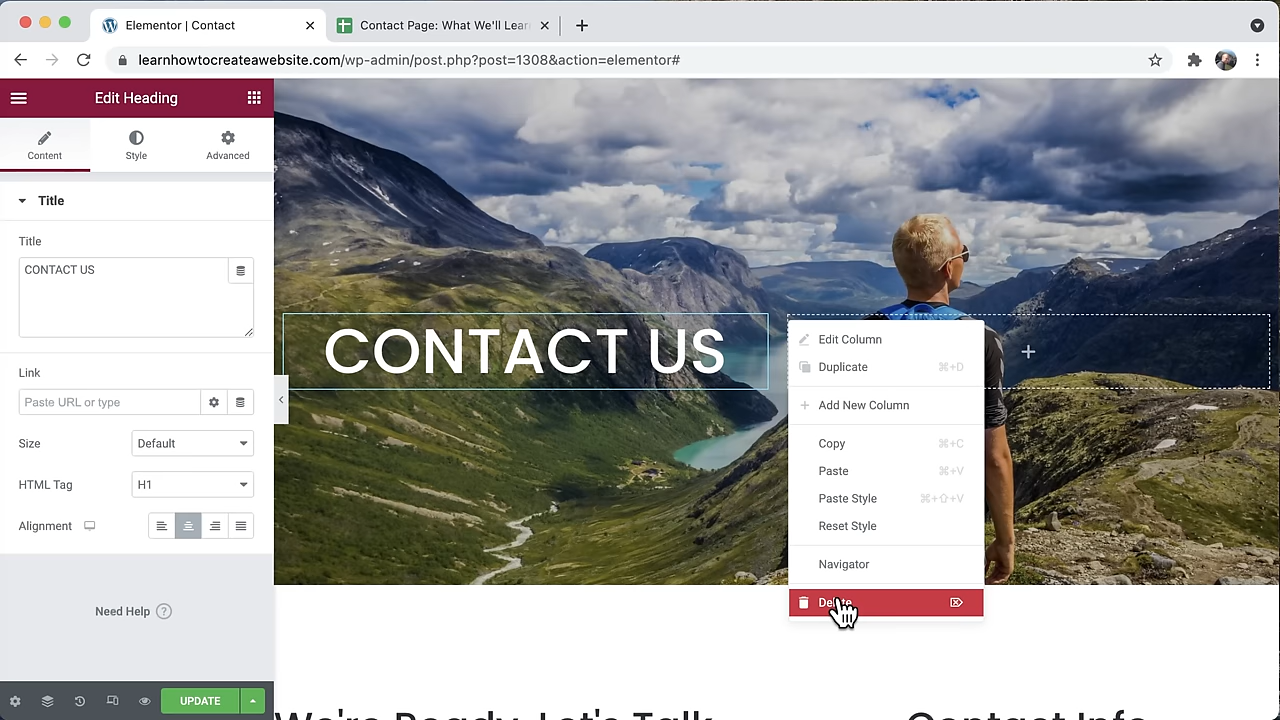 Elementor | Contact
Contact Page: What We'll Lear
learnhowtocreateawebsite.com/wp-admin/post.php?post=1308&action=elementor#
Edit Heading
Content
Style
Advanced
Title
Title
CONTACT US
Link
Paste URL or type
Size
Default
HTML Tag
H1
Alignment
Need Help ?
UPDATE
CONTACT US
Edit Column
Duplicate ⌘+D
Add New Column
Copy ⌘+C
Paste ⌘+V
Paste Style ⌘+⇧+V
Reset Style
Navigator
Delete
We're Ready, Let's Talk
Contact Info